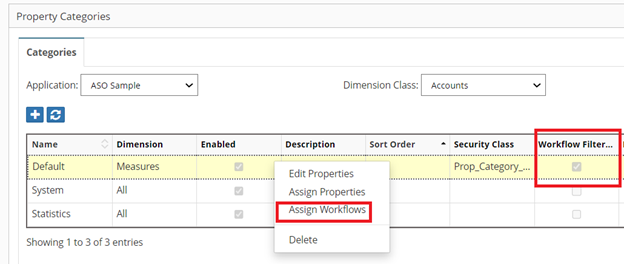 Property Categories
Categories
Application: ASO Sample Dimension Class: Accounts
Name Dimension Enabled Description Sort Order Security Class Workflow Filter...
Default Measures Prop_Category_...
System All
Statistics All
Edit Properties
Assign Properties
Assign Workflows
Delete
Showing 1 to 3 of 3 entries